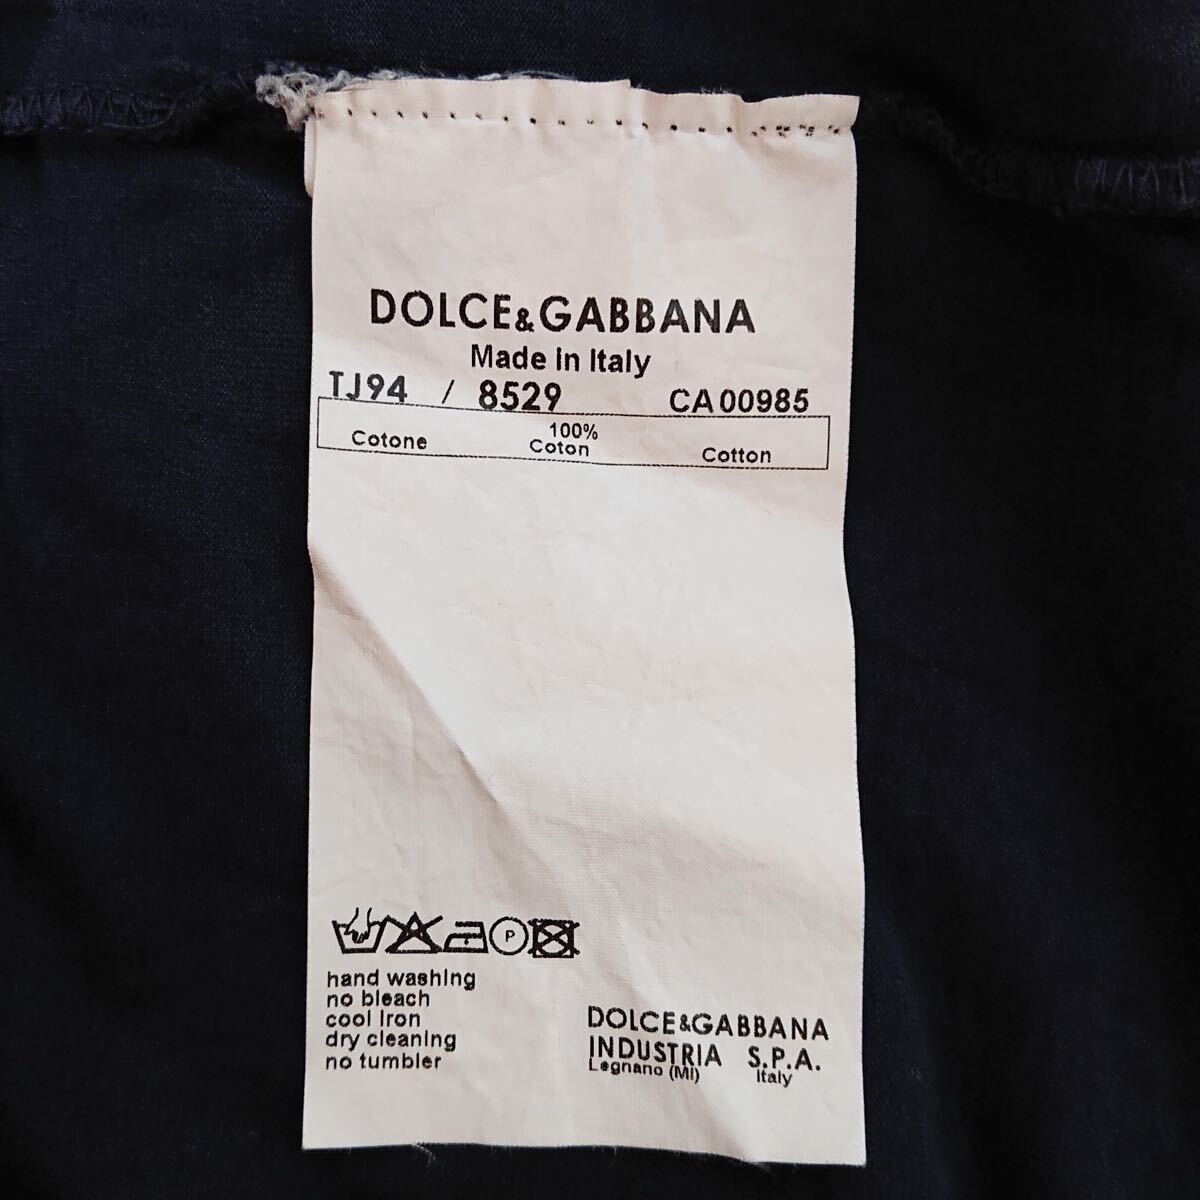 DOLCE&GABBANA
Made in Italy
TJ94 / 8529 CA00985
100%
Cotone Coton Cotton
P
hand washing
no bleach
cool iron
dry cleaning
no tumbler
DOLCE&GABBANA
INDUSTRIA S.P.A.
Legnano (MI) Italy